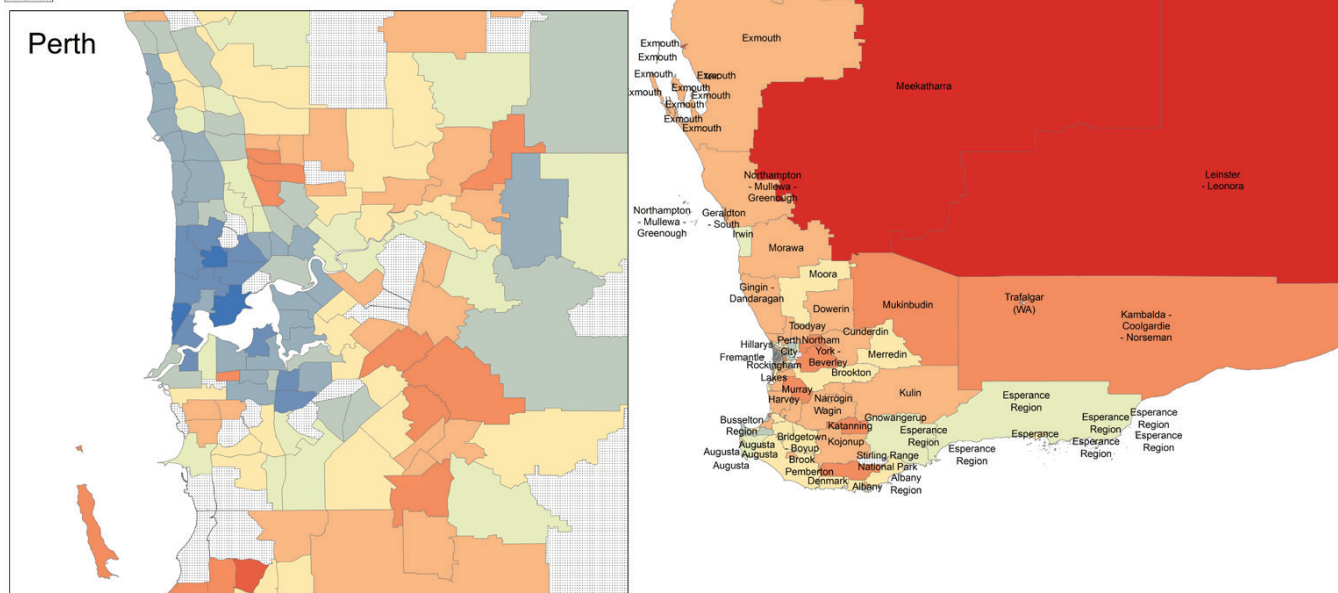 Perth
Exmouth
Exmouth
Exmouth
Exmouth
Exmouth
Exmouth
Exmouth
Exmouth
Meekatharra
Leinster
- Leonora
Northampton
- Mullewa -
Greenough
Northampton
- Mullewa -
Greenough
Geraldton
- South
Irwin
Morawa
Moora
Gingin -
Dandaragan
Dowerin
Mukinbudin
Trafalgar
(WA)
Kambalda -
Coolgardie
- Norseman
Toodyay
Cunderdin
Hillarys
Perth
City
Northam
Fremantle
Rockingham
York -
Beverley
Merredin
Lakes
Brookton
Murray
Harvey
Narrogin
Wagin
Kulin
Esperance
Region
Busselton
Region
Katanning
Gnowangerup
Esperance
Region
Esperance
Region
Esperance
Region
Augusta
Augusta
Augusta
Augusta
Bridgetown
- Boyup
Brook
Kojonup
Esperance
Esperance
Region
Esperance
Region
Stirling Range
National Park
Pemberton
Denmark
Albany
Albany
Region